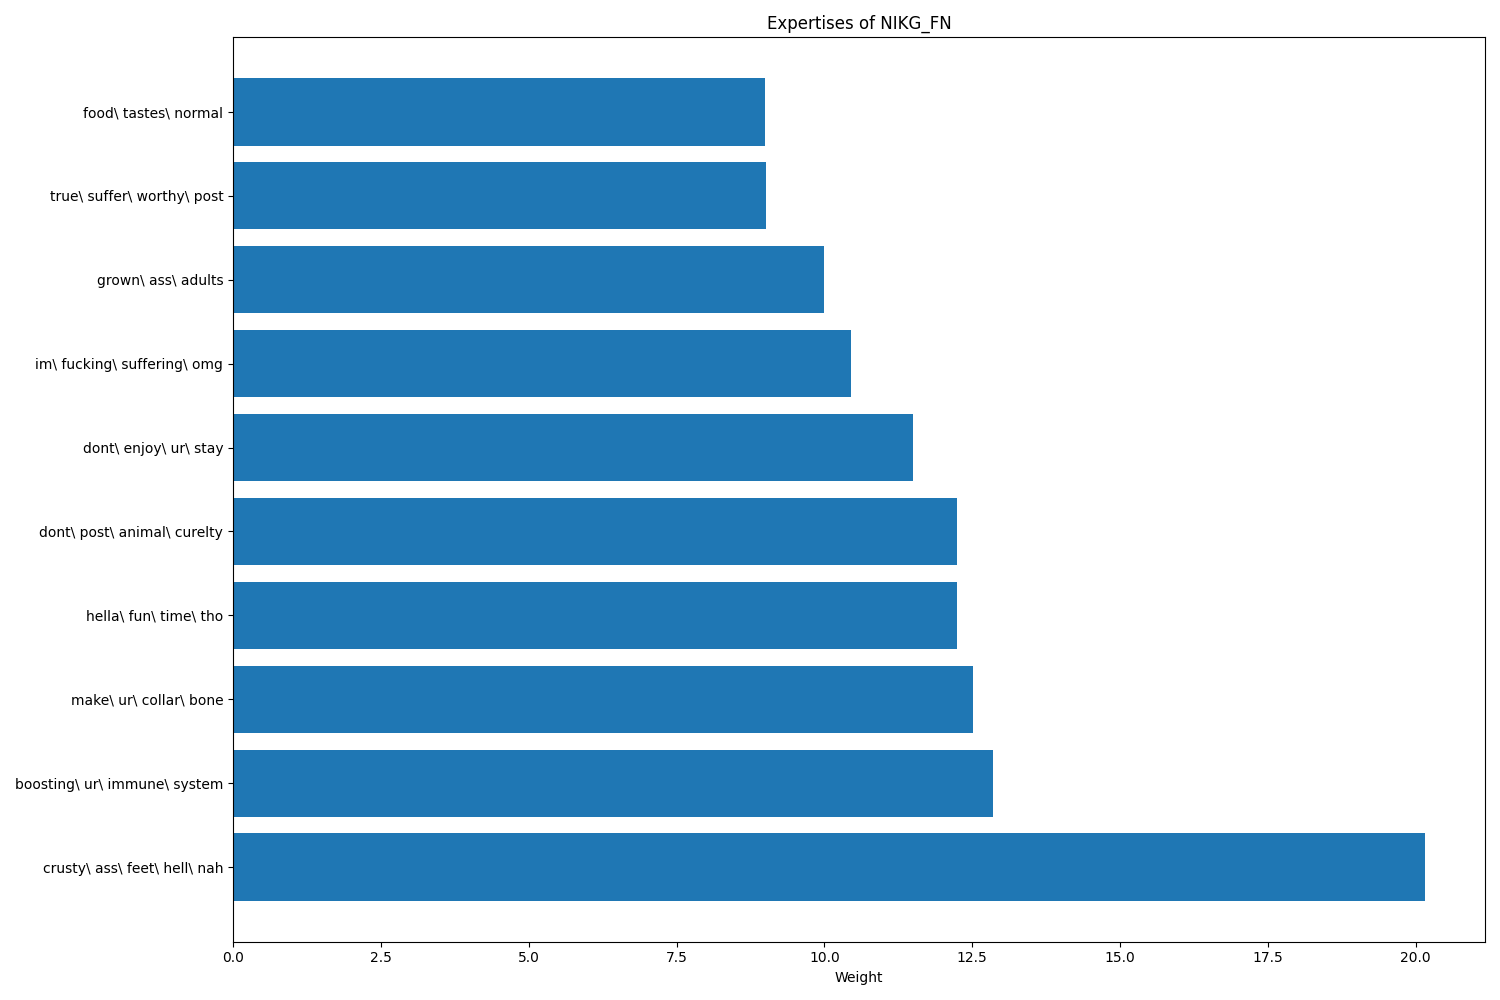 Expertises of NIKG_FN
food\ tastes\ normal
true\ suffer\ worthy\ post
grown\ ass\ adults
im\ fucking\ suffering\ omg
dont\ enjoy\ ur\ stay
dont\ post\ animal\ curelty
hella\ fun\ time\ tho
make\ ur\ collar\ bone
boosting\ ur\ immune\ system
crusty\ ass\ feet\ hell\ nah
0.0 2.5 5.0 7.5 10.0 12.5 15.0 17.5 20.0
Weight